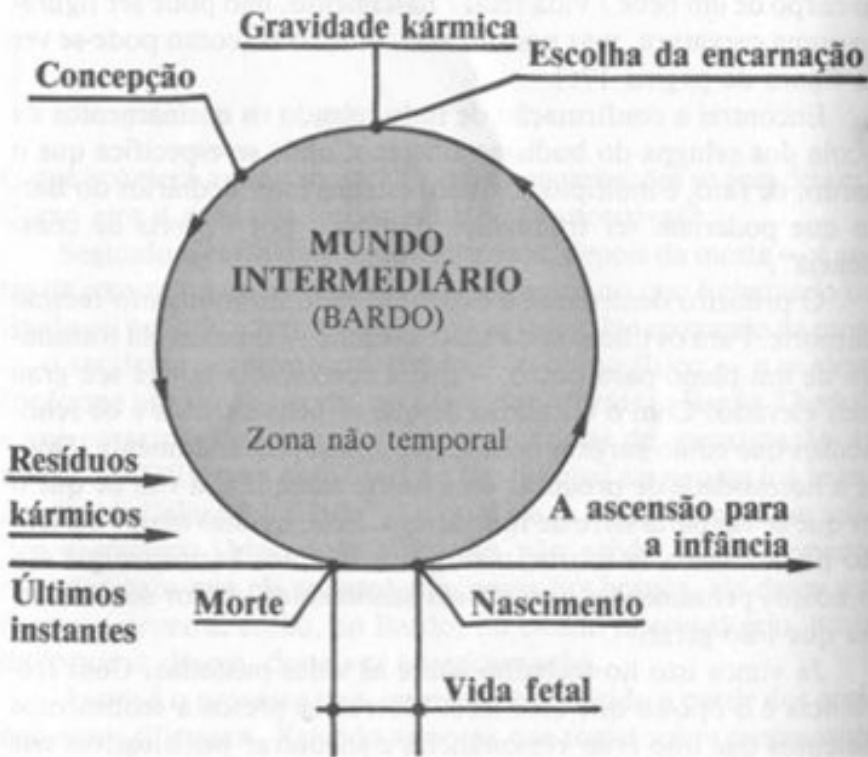 Gravidade kármica
Escolha da encarnação
Concepção
MUNDO
INTERMEDIÁRIO
(BARDO)
Zona não temporal
Resíduos
kármicos
A ascensão para
a infância
Últimos
instantes
Morte
Nascimento
Vida fetal